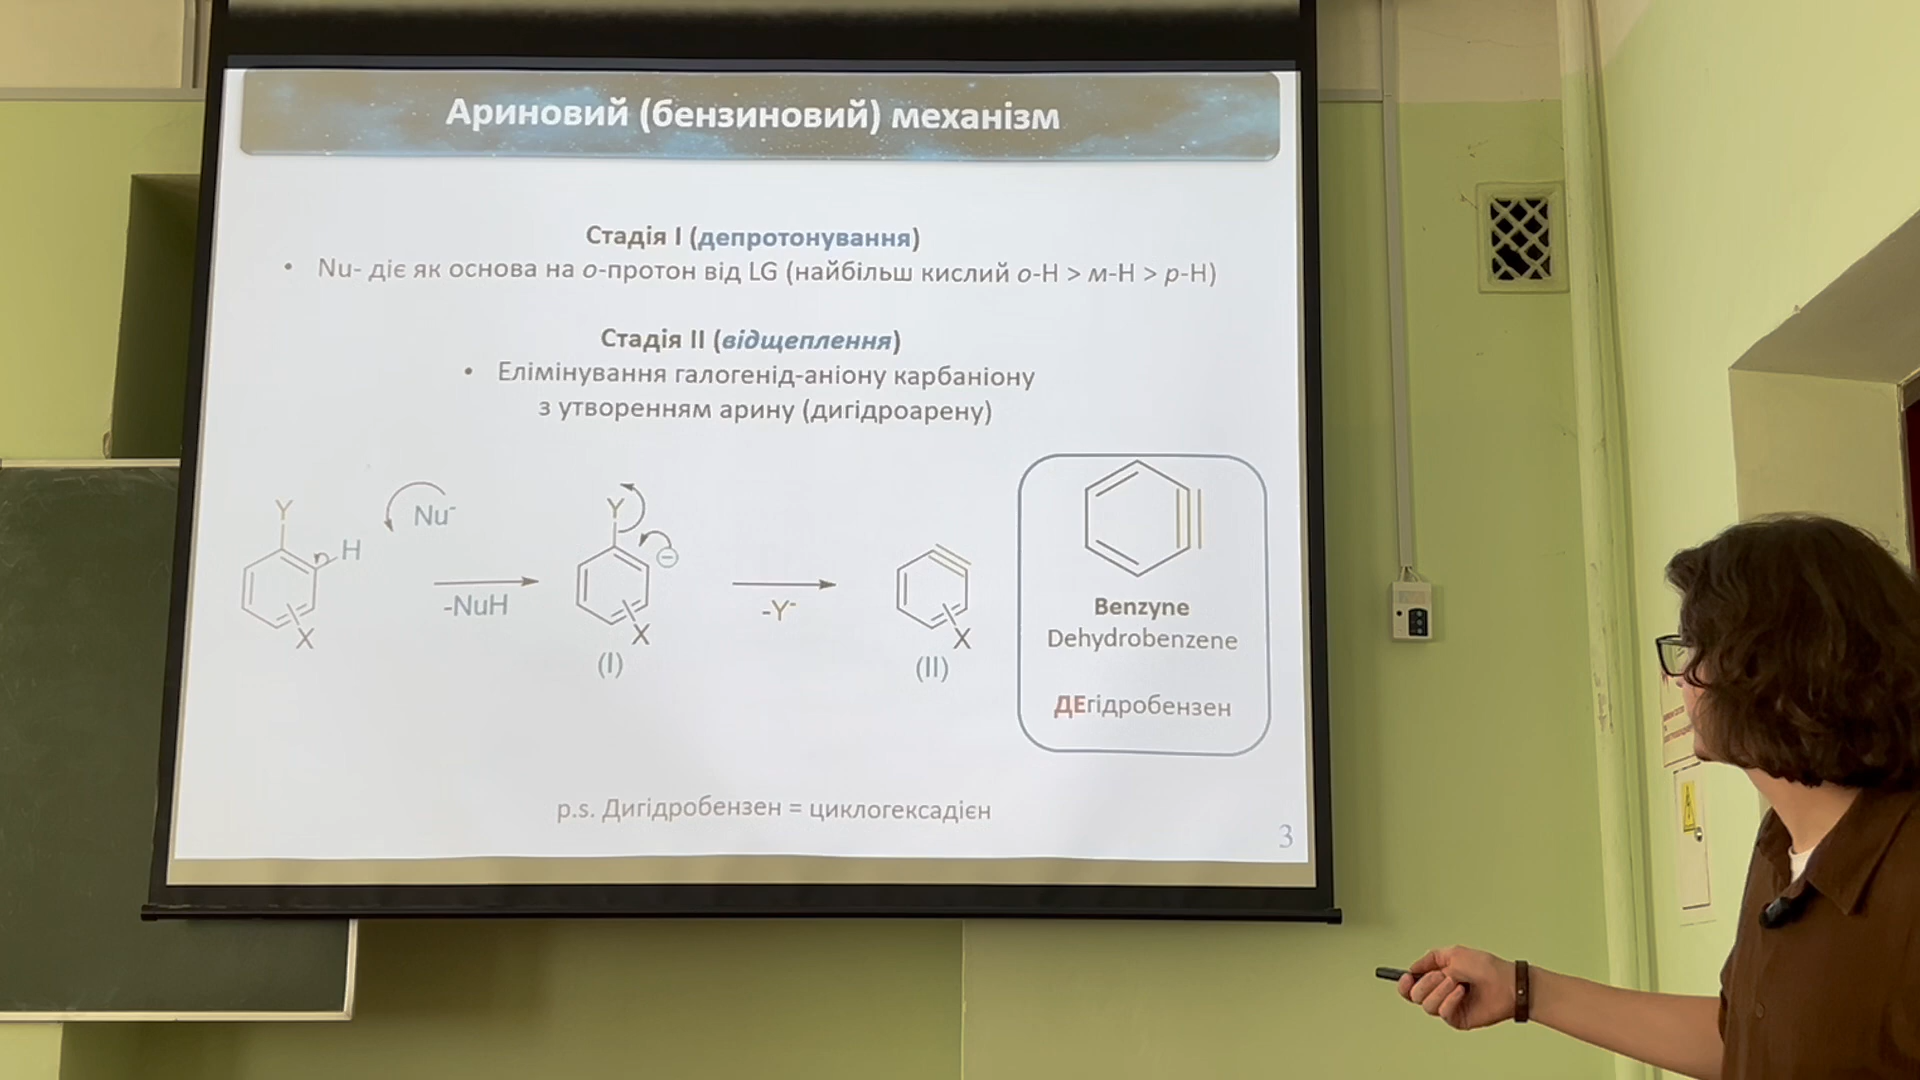 Ариновий (бензиновий) механізм
Стадія I (депротонування)
• Nu- діє як основа на о-протон від LG (найбільш кислий о-Н > м-Н > р-Н)
Стадія II (відщеплення)
• Елімінування галогенід-аніону карбаніону
з утворенням арину (дигідроарену)
Y
H
Nu-
X
-NuH
Y
⊖
X
(I)
-Y-
X
(II)
Benzyne
Dehydrobenzene
ДЕгідробензен
p.s. Дигідробензен = циклогексадієн
3